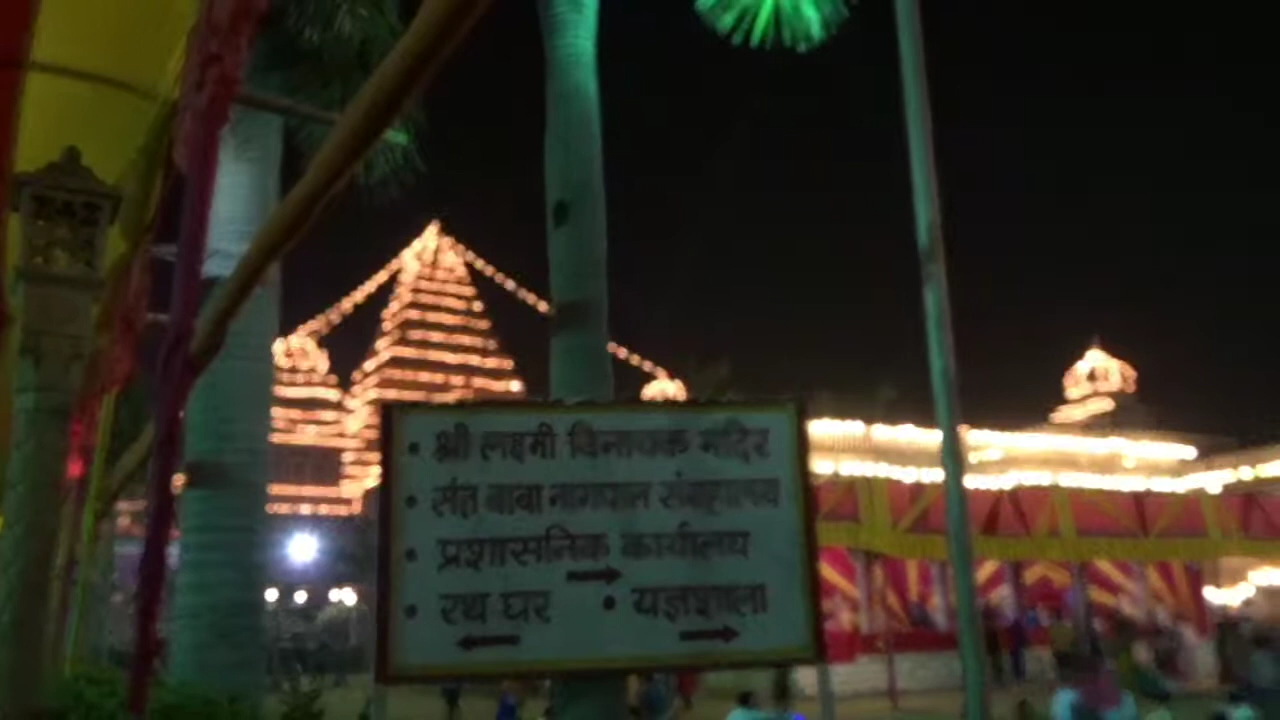 • श्री लक्ष्मी विनायक मंदिर
• संत बाबा नागपाल संग्रहालय
• प्रशासनिक कार्यालय
• रथ घर • यज्ञशाला